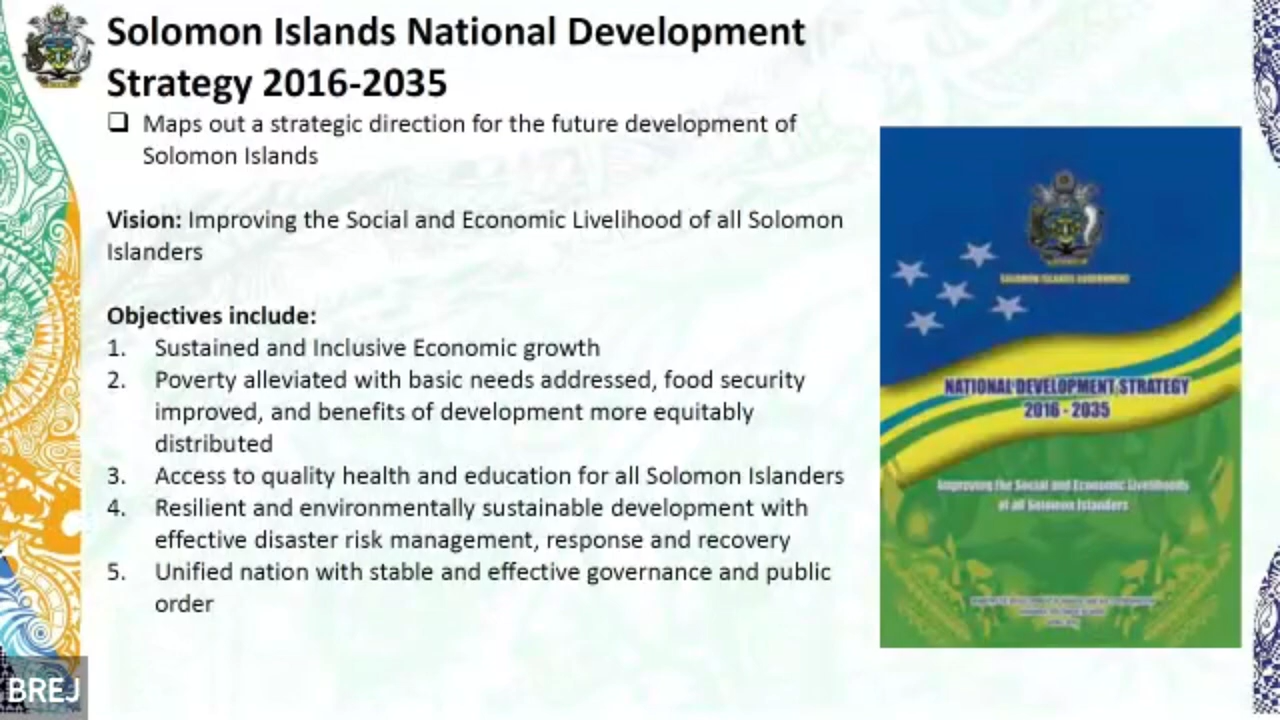 Solomon Islands National Development
Strategy 2016-2035
Maps out a strategic direction for the future development of
Solomon Islands
Vision: Improving the Social and Economic Livelihood of all Solomon
Islanders
Objectives include:
1. Sustained and Inclusive Economic growth
2. Poverty alleviated with basic needs addressed, food security
improved, and benefits of development more equitably
distributed
3. Access to quality health and education for all Solomon Islanders
4. Resilient and environmentally sustainable development with
effective disaster risk management, response and recovery
5. Unified nation with stable and effective governance and public
order
SOLOMON ISLANDS GOVERNMENT
NATIONAL DEVELOPMENT STRATEGY
2016 - 2035
Improving the Social and Economic Livelihoods
of all Solomon Islanders
BREJ